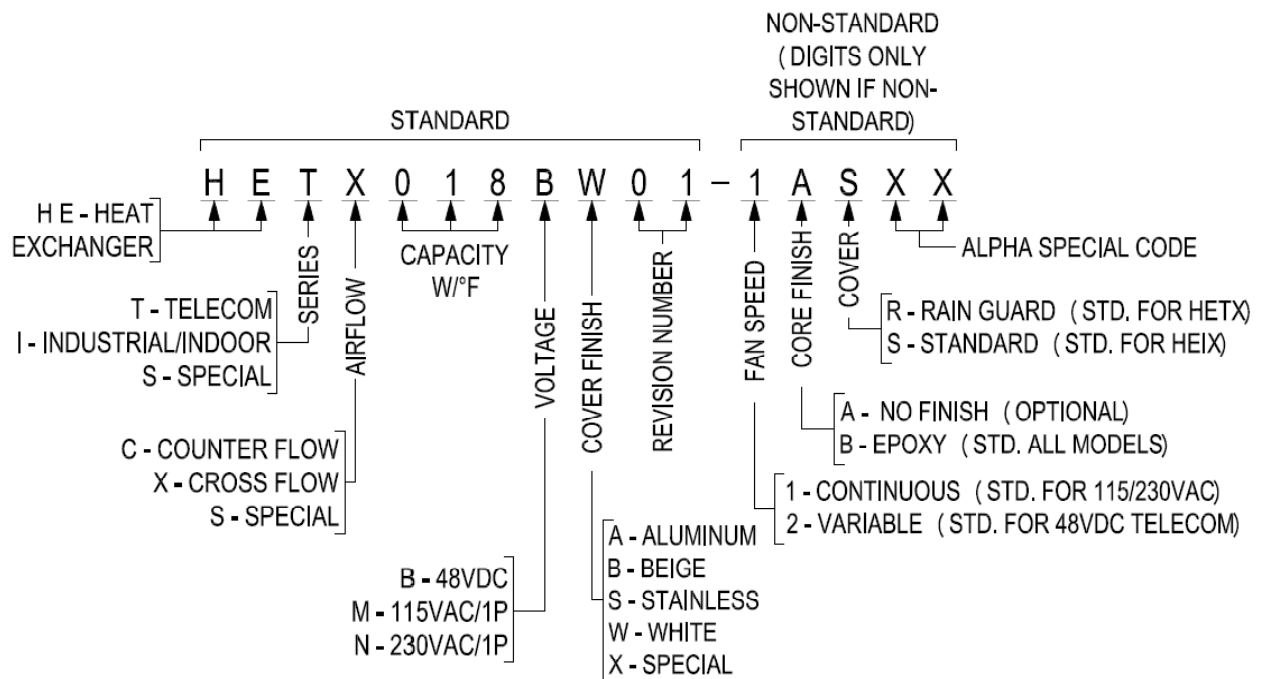 NON-STANDARD
( DIGITS ONLY
SHOWN IF NON-
STANDARD)
STANDARD
H E T X 0 1 8 B W 0 1 - 1 A S X X
H E - HEAT
EXCHANGER
SERIES
AIRFLOW
CAPACITY
W/°F
VOLTAGE
COVER FINISH
REVISION NUMBER
FAN SPEED
CORE FINISH
COVER
ALPHA SPECIAL CODE
T - TELECOM
I - INDUSTRIAL/INDOOR
S - SPECIAL
R - RAIN GUARD ( STD. FOR HETX)
S - STANDARD ( STD. FOR HEIX)
A - NO FINISH ( OPTIONAL)
B - EPOXY ( STD. ALL MODELS)
C - COUNTER FLOW
X - CROSS FLOW
S - SPECIAL
1 - CONTINUOUS ( STD. FOR 115/230VAC)
2 - VARIABLE ( STD. FOR 48VDC TELECOM)
B - 48VDC
M - 115VAC/1P
N - 230VAC/1P
A - ALUMINUM
B - BEIGE
S - STAINLESS
W - WHITE
X - SPECIAL